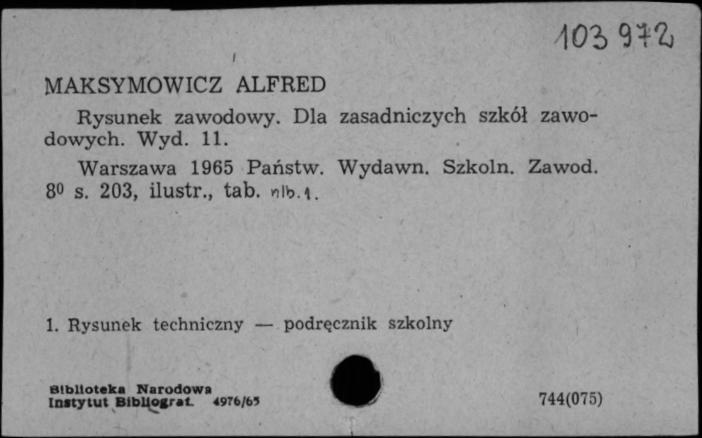 103 972
MAKSYMOWICZ ALFRED
Rysunek zawodowy. Dla zasadniczych szkół zawo-
dowych. Wyd. 11.
Warszawa 1965 Państw. Wydawn. Szkoln. Zawod.
8⁰ s. 203, ilustr., tab. nlb.1.
1. Rysunek techniczny — podręcznik szkolny
Biblioteka Narodowa
Instytut Bibliograf. 4976/65
744(075)